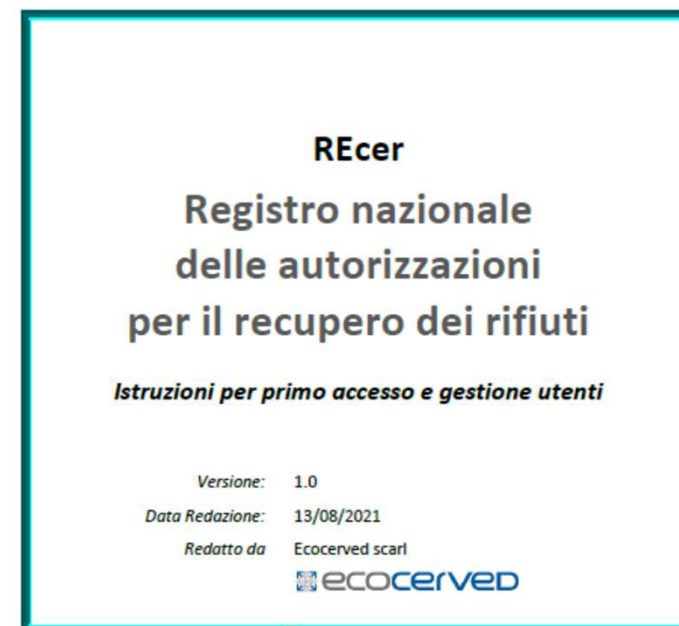 REcer
Registro nazionale
delle autorizzazioni
per il recupero dei rifiuti
Istruzioni per primo accesso e gestione utenti
Versione: 1.0
Data Redazione: 13/08/2021
Redatto da Ecocerved scarl
ecocerved